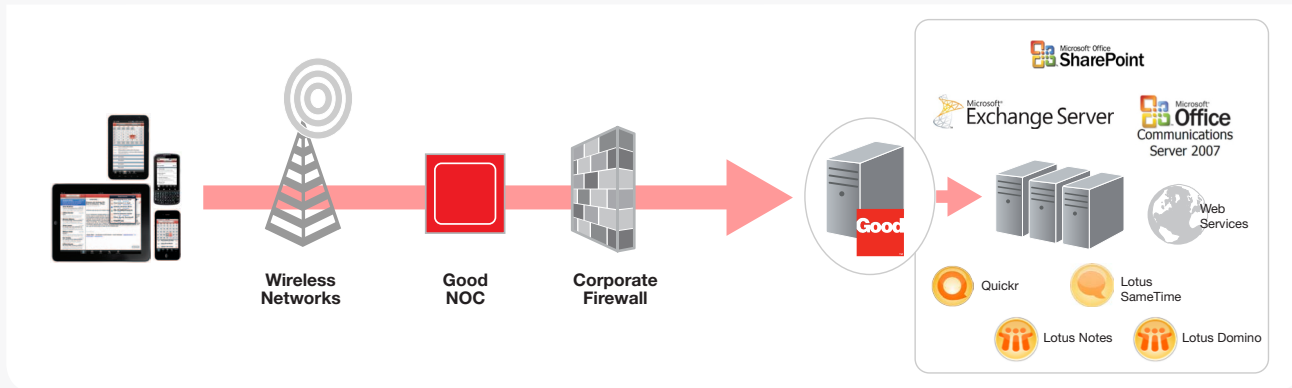 Microsoft® Office
SharePoint
Microsoft®
Exchange Server
Microsoft®
Office
Communications
Server 2007
Good
Web
Services
Wireless
Networks
Good
NOC
Corporate
Firewall
Quickr
Lotus
SameTime
Lotus Notes
Lotus Domino